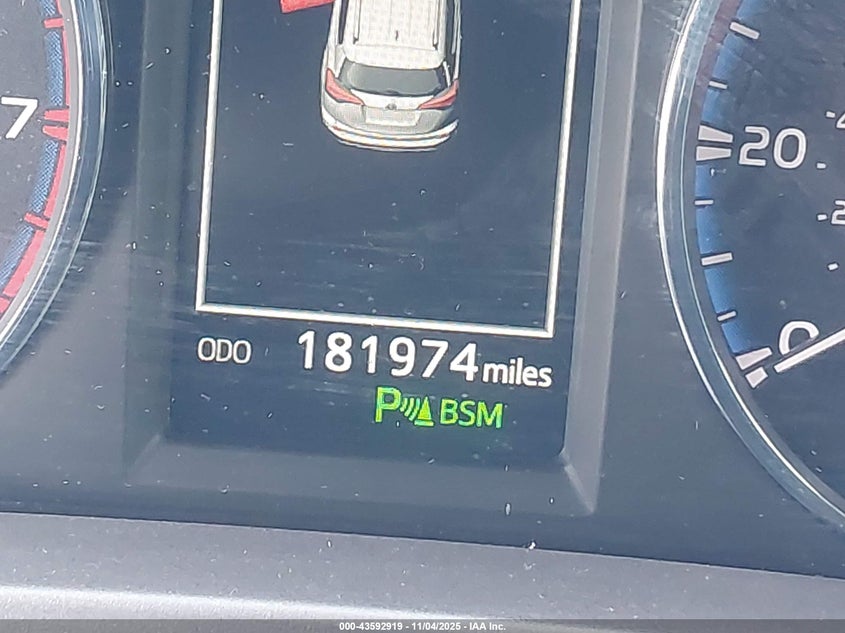 7
20
0
ODO 181974 miles
P BSM
000-43592919 - 11/04/2025 - IAA Inc.